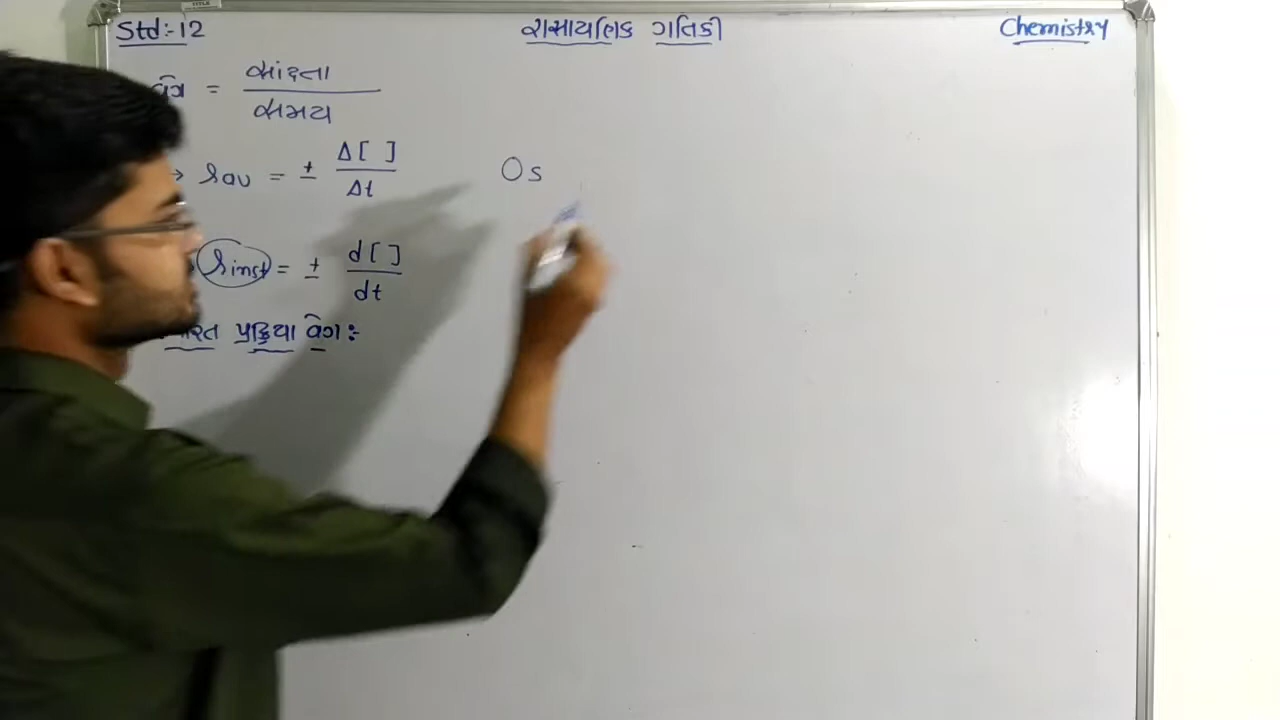 Std:-12
રાસાયણિક ગતિકી
Chemistry
વેગ = સાંદ્રતા / સમય
rav = ± Δ[ ] / Δt
0s
rinst = ± d[ ] / dt
પ્રક્રિયા વેગ :-